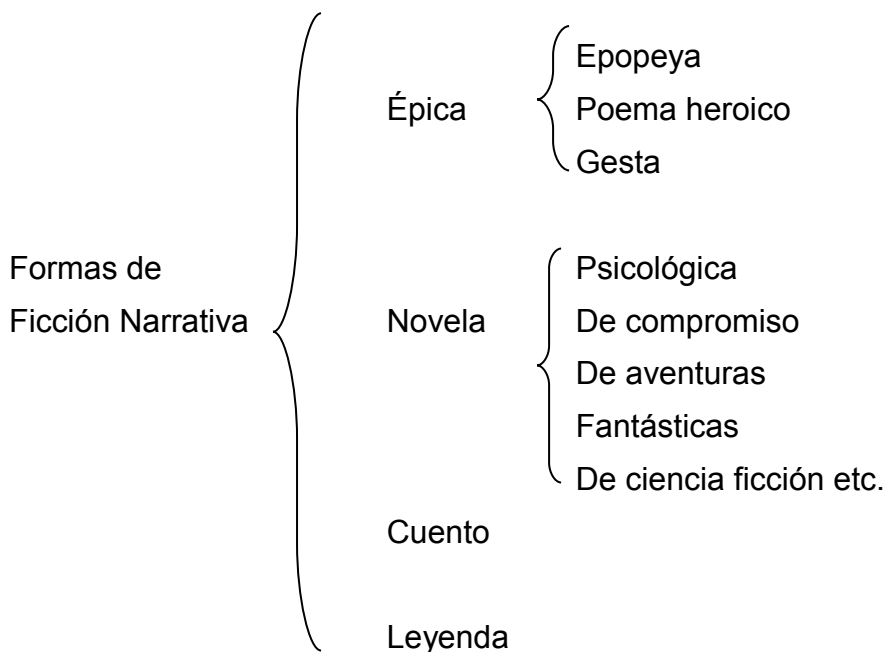 Formas de
Ficción Narrativa
Épica
Epopeya
Poema heroico
Gesta
Novela
Psicológica
De compromiso
De aventuras
Fantásticas
De ciencia ficción etc.
Cuento
Leyenda